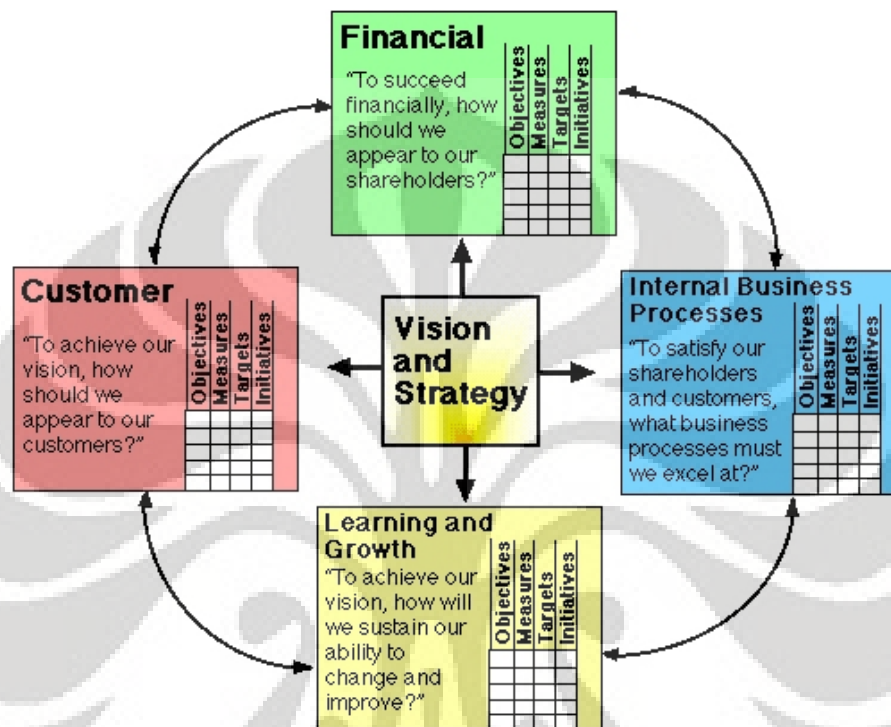 Financial
“To succeed
financially, how
should we
appear to our
shareholders?”
Objectives
Measures
Targets
Initiatives
Customer
“To achieve our
vision, how
should we
appear to our
customers?”
Objectives
Measures
Targets
Initiatives
Vision
and
Strategy
Internal Business
Processes
“To satisfy our
shareholders
and customers,
what business
processes must
we excel at?”
Objectives
Measures
Targets
Initiatives
Learning and
Growth
“To achieve our
vision, how will
we sustain our
ability to
change and
improve?”
Objectives
Measures
Targets
Initiatives